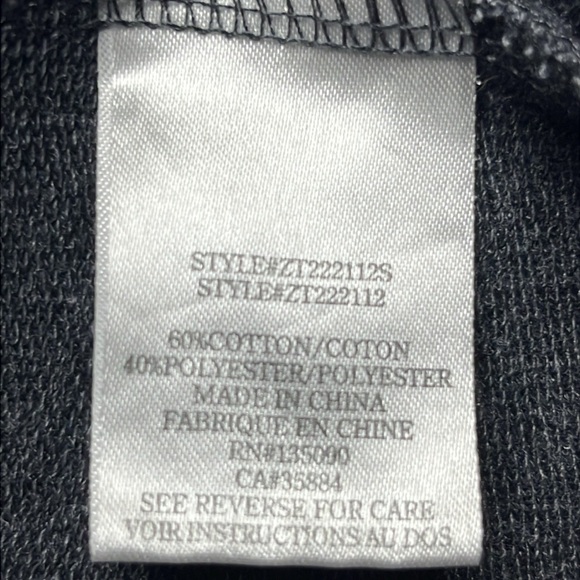 STYLE#ZT222112S
STYLE#ZT222112
60%COTTON/COTON
40%POLYESTER/POLYESTER
MADE IN CHINA
FABRIQUE EN CHINE
RN#135000
CA#35884
SEE REVERSE FOR CARE
VOIR INSTRUCTIONS AU DOS